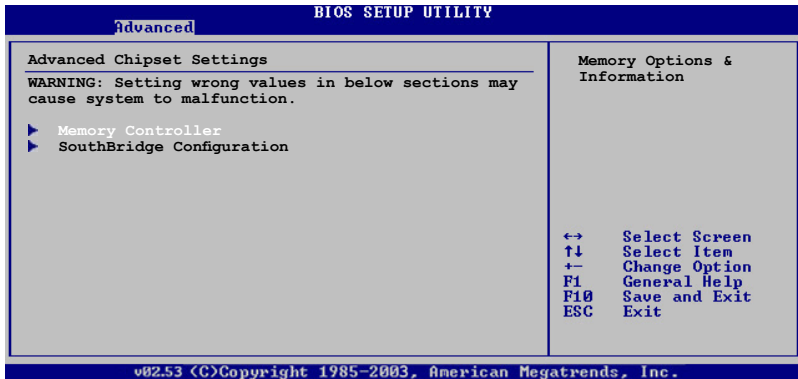 BIOS SETUP UTILITY
Advanced
Advanced Chipset Settings
WARNING: Setting wrong values in below sections may
cause system to malfunction.
Memory Controller
SouthBridge Configuration
Memory Options &
Information
↔ Select Screen
↑↓ Select Item
+- Change Option
F1 General Help
F10 Save and Exit
ESC Exit
v02.53 (C)Copyright 1985-2003, American Megatrends, Inc.